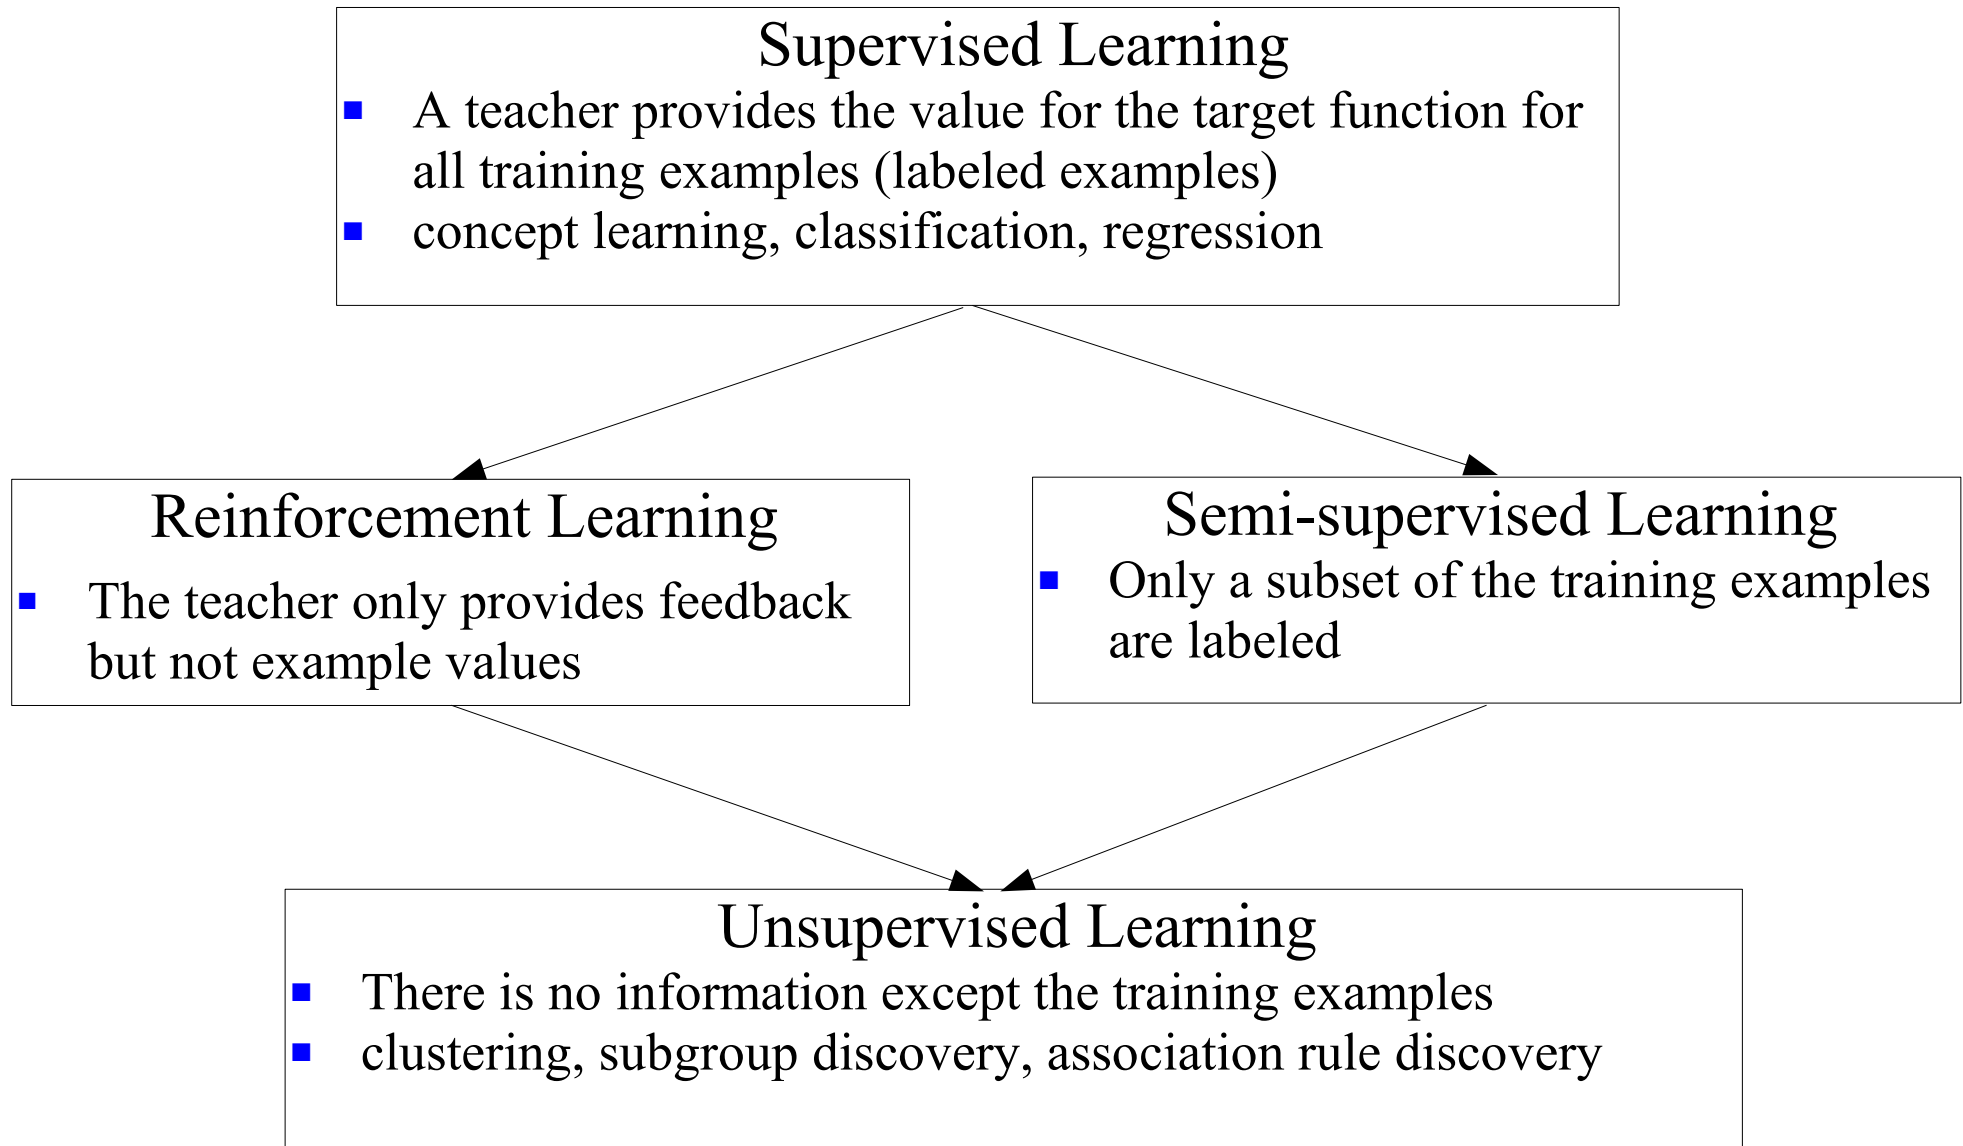 Supervised Learning
A teacher provides the value for the target function for
all training examples (labeled examples)
concept learning, classification, regression
Reinforcement Learning
The teacher only provides feedback
but not example values
Semi-supervised Learning
Only a subset of the training examples
are labeled
Unsupervised Learning
There is no information except the training examples
clustering, subgroup discovery, association rule discovery